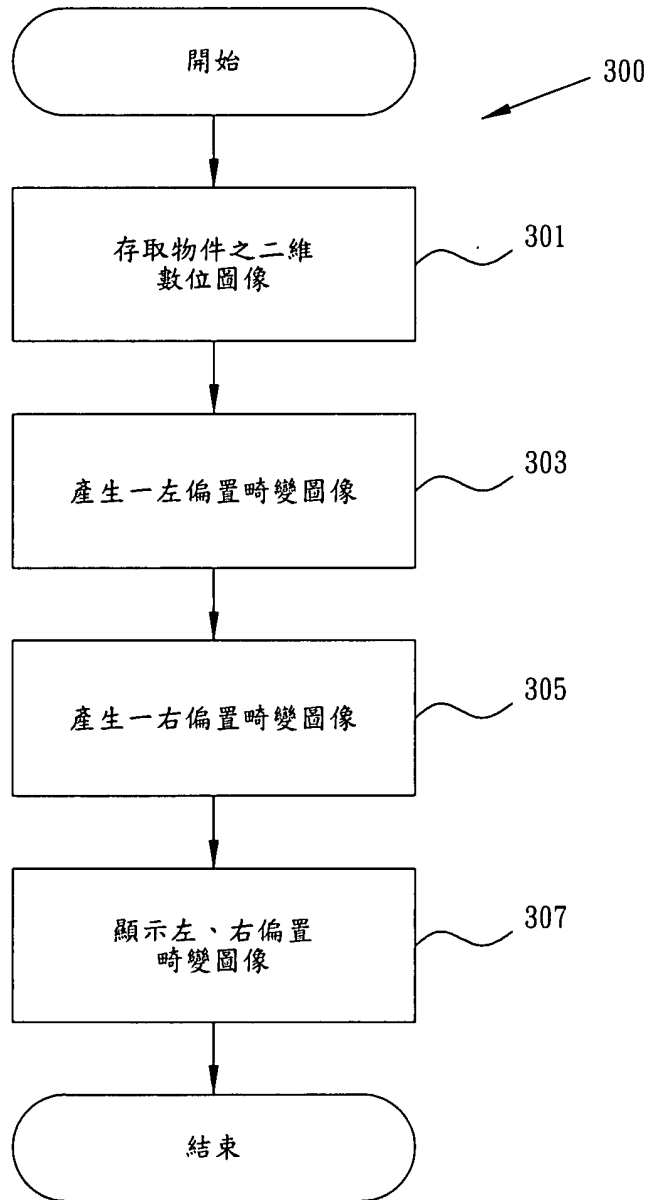 開始
300
存取物件之二維
數位圖像
301
產生一左偏置畸變圖像
303
產生一右偏置畸變圖像
305
顯示左、右偏置
畸變圖像
307
結束